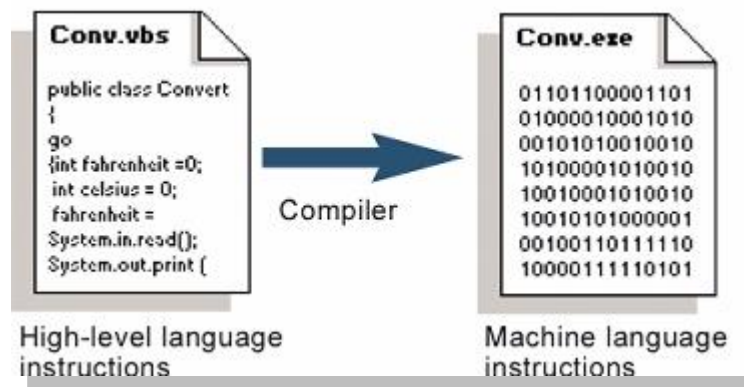 Conv.vbs
public class Convert
{
go
{int fahrenheit =0;
int celsius = 0;
fahrenheit =
System.in.read();
System.out.print (
Compiler
Conv.exe
01101100001101
01000010001010
00101010010010
10100001010010
10010001010010
10010101000001
00100110111110
10000111110101
High-level language
instructions
Machine language
instructions